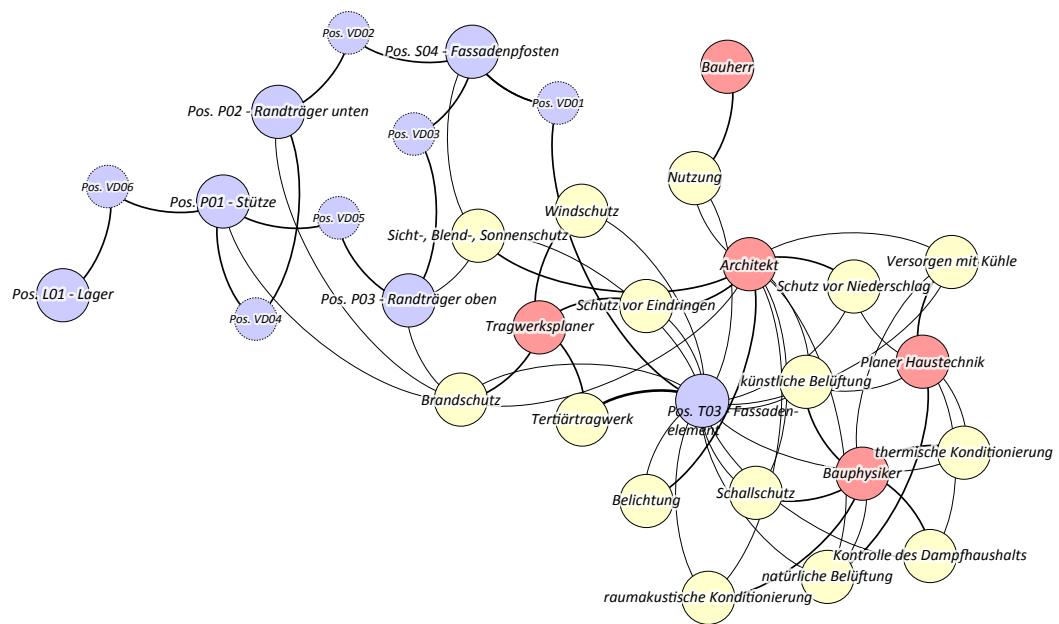 Pos. VD02
Pos. S04 - Fassadenpfosten
Bauherr
Pos. P02 - Randträger unten
Pos. VD01
Pos. VD03
Nutzung
Pos. VD06
Pos. P01 - Stütze
Pos. VD05
Windschutz
Sicht-, Blend-, Sonnenschutz
Architekt
Versorgen mit Kühle
Schutz vor Niederschlag
Pos. L01 - Lager
Pos. P03 - Randträger oben
Schutz vor Eindringen
Pos. VD04
Tragwerksplaner
Planer Haustechnik
künstliche Belüftung
Brandschutz
Pos. T03 - Fassaden-
element
Tertiärtragwerk
thermische Konditionierung
Bauphysiker
Belichtung
Schallschutz
Kontrolle des Dampfhaushalts
natürliche Belüftung
raumakustische Konditionierung